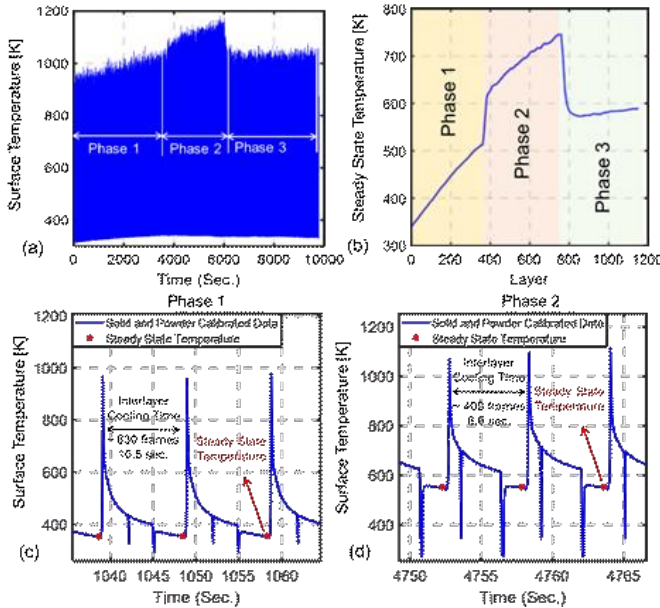 Surface Temperature [K]
1200
1000
800
600
400
Phase 1
Phase 2
Phase 3
0
2000
4000
6000
8000
10000
(a)
Time (Sec.)
Steady State Temperature [K]
800
700
600
500
400
300
Phase 1
Phase 2
Phase 3
0
200
400
600
800
1000
1200
(b)
Layer
Phase 1
Surface Temperature [K]
1200
1000
800
600
400
Solid and Powder Calibrated Data
Steady State Temperature
Interlayer
Cooling Time
~ 630 frames
10.5 sec.
Steady State
Temperature
1040
1045
1050
1055
1060
(c)
Time (Sec.)
Phase 2
Surface Temperature [K]
1200
1000
800
600
400
Solid and Powder Calibrated Data
Steady State Temperature
Interlayer
Cooling Time
frames
sec.
Steady State
Temperature
4750
4755
4760
4765
(d)
Time (Sec.)